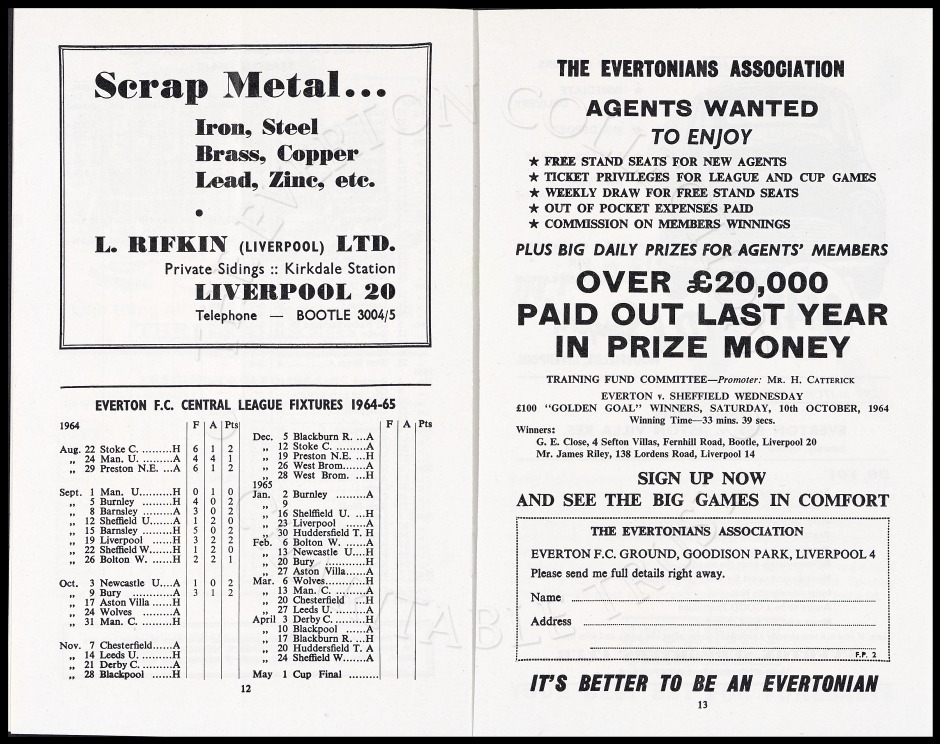 Scrap Metal...
Iron, Steel
Brass, Copper
Lead, Zinc, etc.
•
L. RIFKIN (LIVERPOOL) LTD.
Private Sidings :: Kirkdale Station
LIVERPOOL 20
Telephone — BOOTLE 3004/5
EVERTON F.C. CENTRAL LEAGUE FIXTURES 1964-65
1964 F A Pts
Aug. 22 Stoke C. ........H 6 1 2
„ 24 Man. U. ........A 4 4 1
„ 29 Preston N.E. ...A 6 1 2
Sept. 1 Man. U.........H 0 1 0
„ 5 Burnley .........H 4 0 2
„ 8 Barnsley ........A 3 0 2
„ 12 Sheffield U......A 1 2 0
„ 15 Barnsley ........H 5 0 2
„ 19 Liverpool ......H 3 2 2
„ 22 Sheffield W......H 1 2 0
„ 26 Bolton W. ......H 2 2 1
Oct. 3 Newcastle U....A 1 0 2
„ 9 Bury ............A 3 1 2
„ 17 Aston Villa ......H
„ 24 Wolves .........A
„ 31 Man. C. .........H
Nov. 7 Chesterfield......A
„ 14 Leeds U. .........H
„ 21 Derby C..........A
„ 28 Blackpool ......H
F A Pts
Dec. 5 Blackburn R. ...A
„ 12 Stoke C. .........A
„ 19 Preston N.E. ...H
„ 26 West Brom.......A
„ 28 West Brom. ...H
1965
Jan. 2 Burnley .........A
„ 9
„ 16 Shelffield U. ...H
„ 23 Liverpool ......A
„ 30 Huddersfield T. H
Feb. 6 Bolton W. ......A
„ 13 Newcastle U....H
„ 20 Bury ............H
„ 27 Aston Villa......A
Mar. 6 Wolves............H
„ 13 Man. C. .........A
„ 20 Chesterfield ...H
„ 27 Leeds U. .........A
April 3 Derby C. .........H
„ 10 Blackpool ......A
„ 17 Blackburn R. ...H
„ 20 Huddersfield T. A
„ 24 Sheffield W.......A
May 1 Cup Final .........
12
THE EVERTONIANS ASSOCIATION
AGENTS WANTED
TO ENJOY
★ FREE STAND SEATS FOR NEW AGENTS
★ TICKET PRIVILEGES FOR LEAGUE AND CUP GAMES
★ WEEKLY DRAW FOR FREE STAND SEATS
★ OUT OF POCKET EXPENSES PAID
★ COMMISSION ON MEMBERS WINNINGS
PLUS BIG DAILY PRIZES FOR AGENTS' MEMBERS
OVER £20,000
PAID OUT LAST YEAR
IN PRIZE MONEY
TRAINING FUND COMMITTEE—Promoter: MR. H. CATTERICK
EVERTON v. SHEFFIELD WEDNESDAY
£100 "GOLDEN GOAL" WINNERS, SATURDAY, 10th OCTOBER, 1964
Winning Time—33 mins. 39 secs.
Winners:
G. E. Close, 4 Sefton Villas, Fernhill Road, Bootle, Liverpool 20
Mr. James Riley, 138 Lordens Road, Liverpool 14
SIGN UP NOW
AND SEE THE BIG GAMES IN COMFORT
THE EVERTONIANS ASSOCIATION
EVERTON F.C. GROUND, GOODISON PARK, LIVERPOOL 4
Please send me full details right away.
Name
Address
F.P. 2
IT'S BETTER TO BE AN EVERTONIAN
13